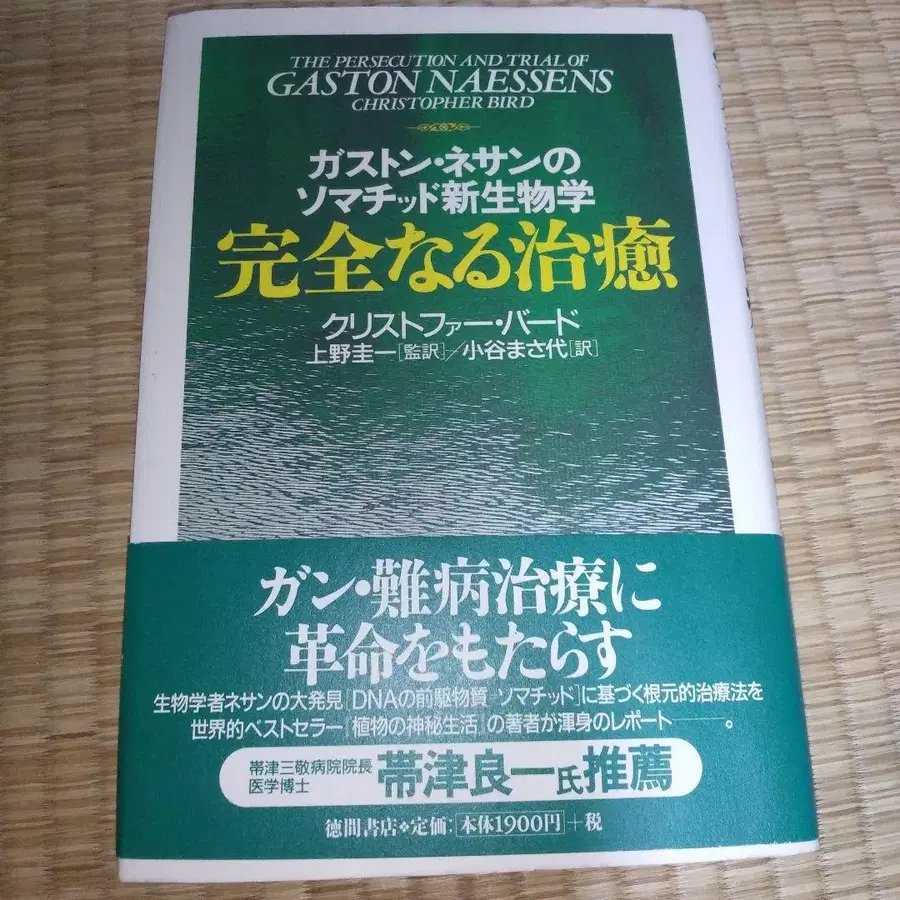 THE PERSECUTION AND TRIAL OF
GASTON NAESSENS
CHRISTOPHER BIRD
ガストン・ネサンの
ソマチッド新生物学
完全なる治癒
クリストファー・バード
上野圭一[監訳]/小谷まさ代[訳]
ガン・難病治療に
革命をもたらす
生物学者ネサンの大発見「DNAの前駆物質 ソマチッド」に基づく根元的治療法を
世界的ベストセラー『植物の神秘生活』の著者が渾身のレポート――。
帯津三敬病院院長
医学博士
帯津良一氏推薦
徳間書店❖定価:本体1900円+税